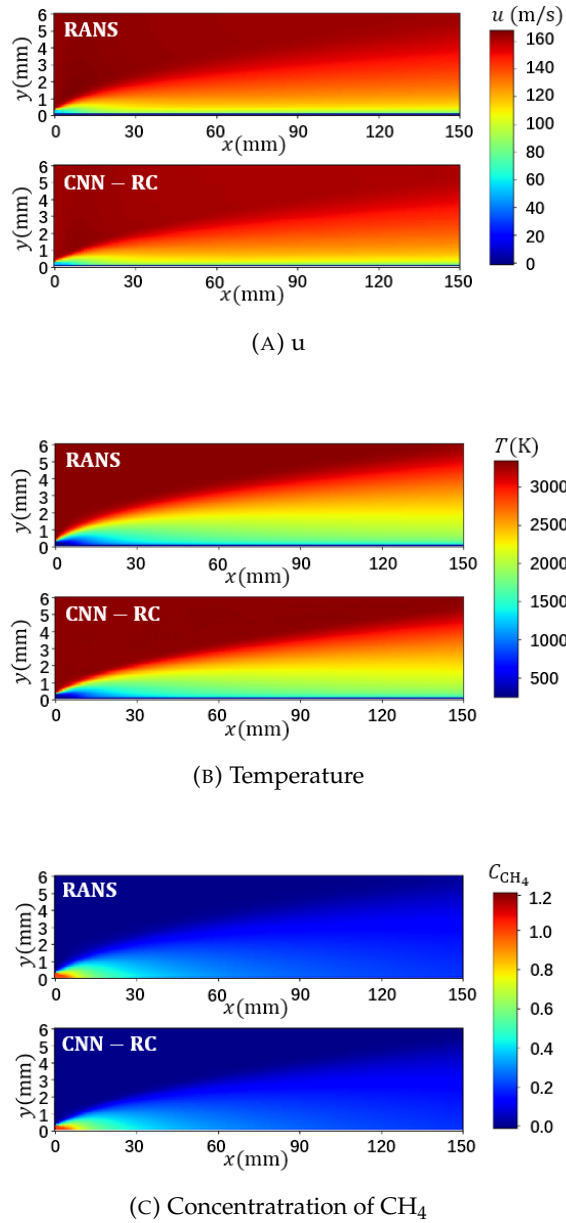 u (m/s)
RANS
y(mm)
6
5
4
3
2
1
0
0 30 60 90 120 150
x(mm)
CNN − RC
y(mm)
6
5
4
3
2
1
0
0 30 60 90 120 150
x(mm)
160
140
120
100
80
60
40
20
0
(A) u
T(K)
RANS
y(mm)
6
5
4
3
2
1
0
0 30 60 90 120 150
x(mm)
CNN − RC
y(mm)
6
5
4
3
2
1
0
0 30 60 90 120 150
x(mm)
3000
2500
2000
1500
1000
500
(B) Temperature
C_CH₄
RANS
y(mm)
6
5
4
3
2
1
0
0 30 60 90 120 150
x(mm)
CNN − RC
y(mm)
6
5
4
3
2
1
0
0 30 60 90 120 150
x(mm)
1.2
1.0
0.8
0.6
0.4
0.2
0.0
(C) Concentratration of CH₄